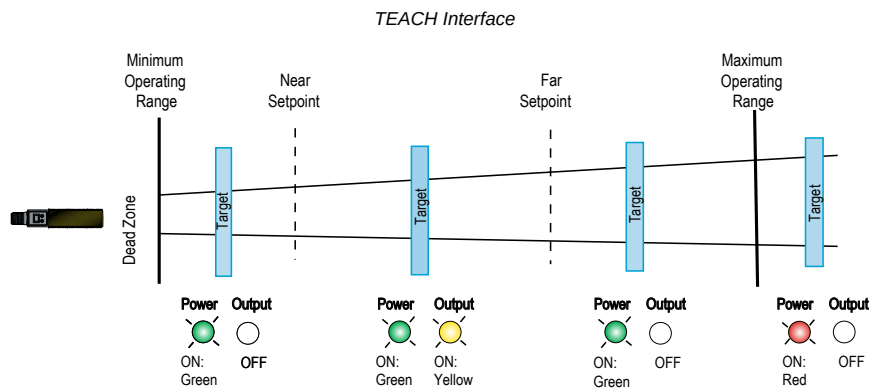 TEACH Interface
Minimum
Operating
Range
Near
Setpoint
Far
Setpoint
Maximum
Operating
Range
Dead Zone
Target
Target
Target
Target
Power Output
ON:
Green
OFF
Power Output
ON:
Green
ON:
Yellow
Power Output
ON:
Green
OFF
Power Output
ON:
Red
OFF